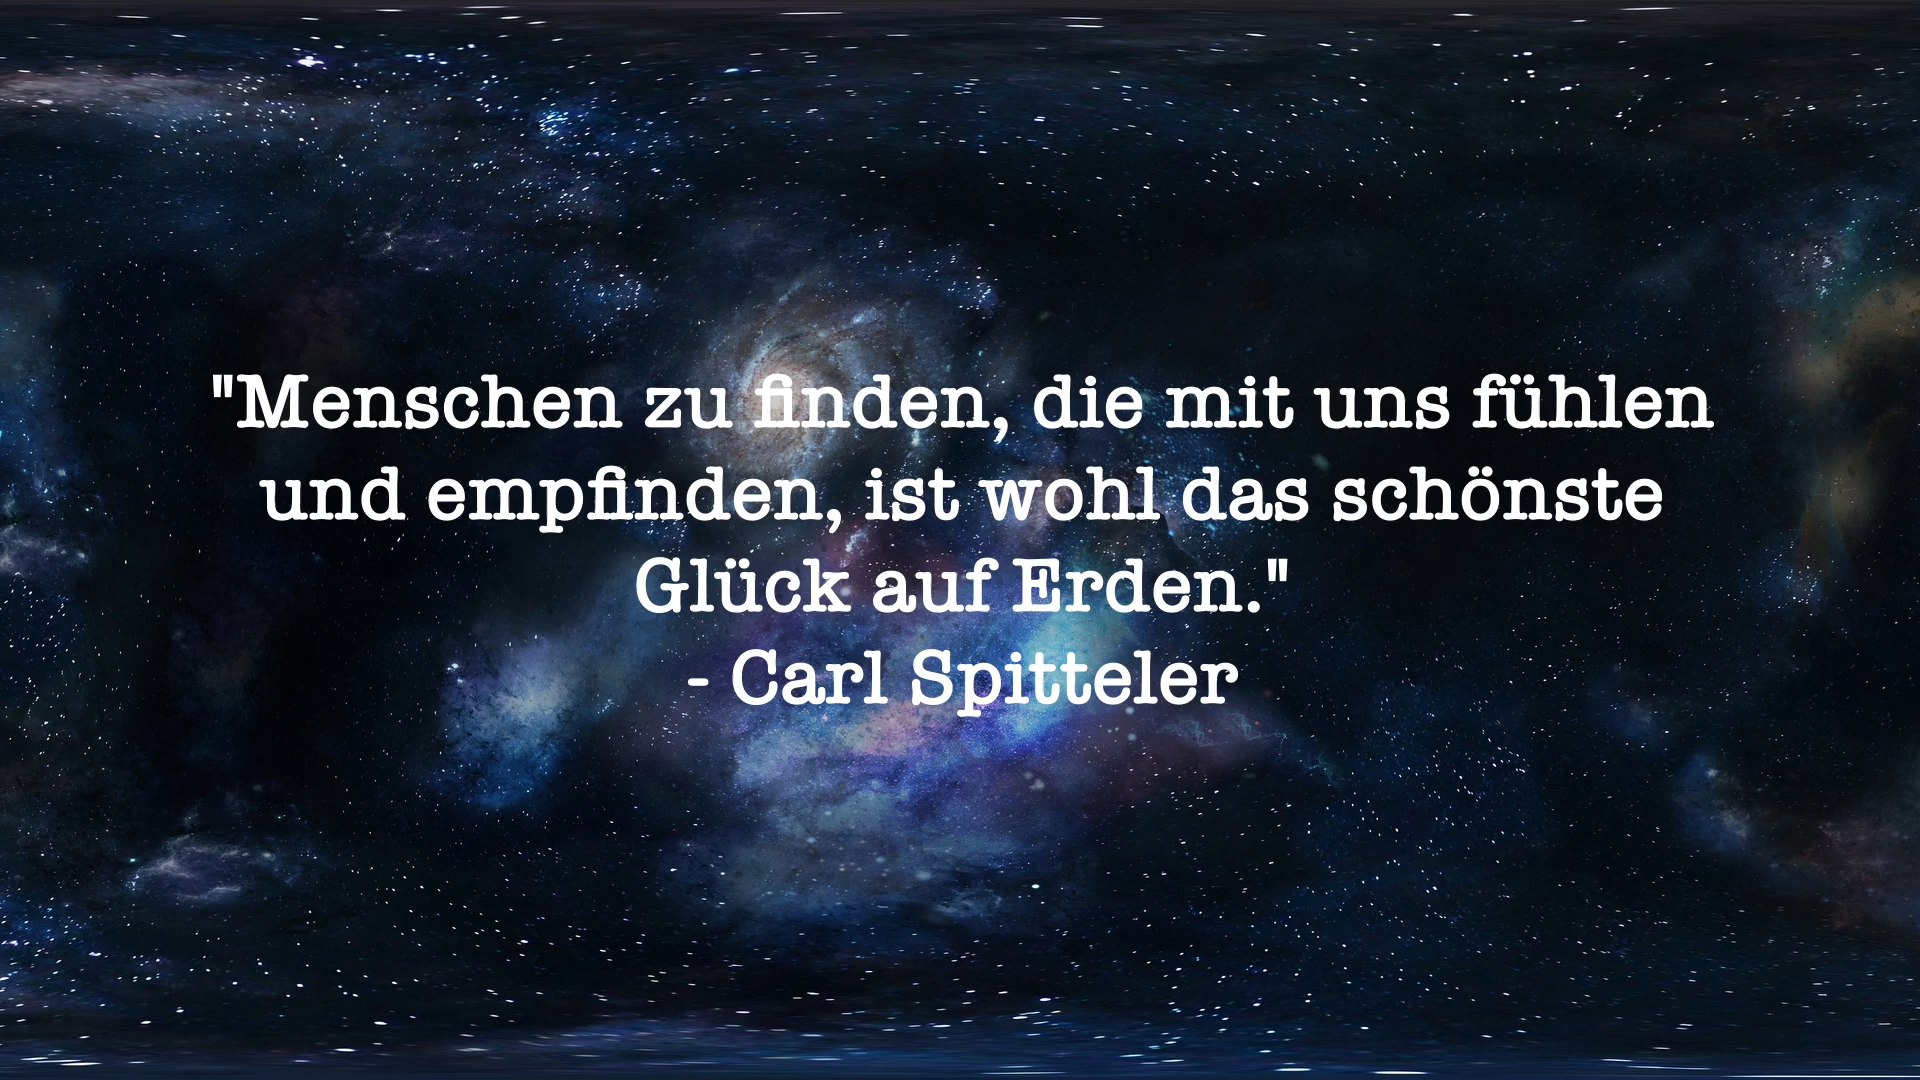 "Menschen zu finden, die mit uns fühlen
und empfinden, ist wohl das schönste
Glück auf Erden."
- Carl Spitteler